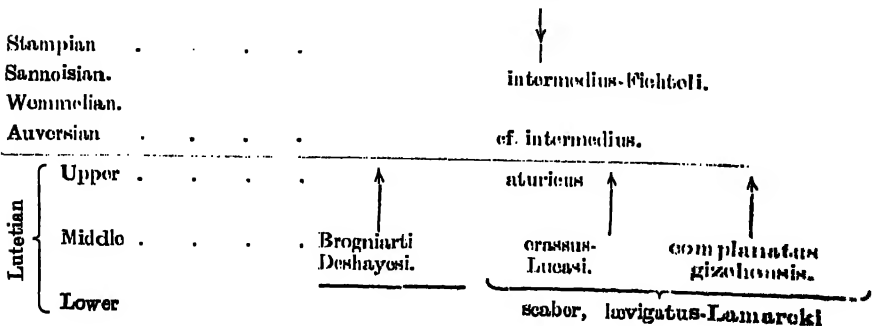 Stampian . . . .
Sannoisian. intermedius-Fichteli.
Wemmelian.
Auversian . . . . cf. intermedius.
Lutetian
Upper . . . . aturicus
Middle . . . . Brogniarti crassus- complanatus
Deshayesi. Lucasi. gizehensis.
Lower
scaber, lævigatus-Lamarcki